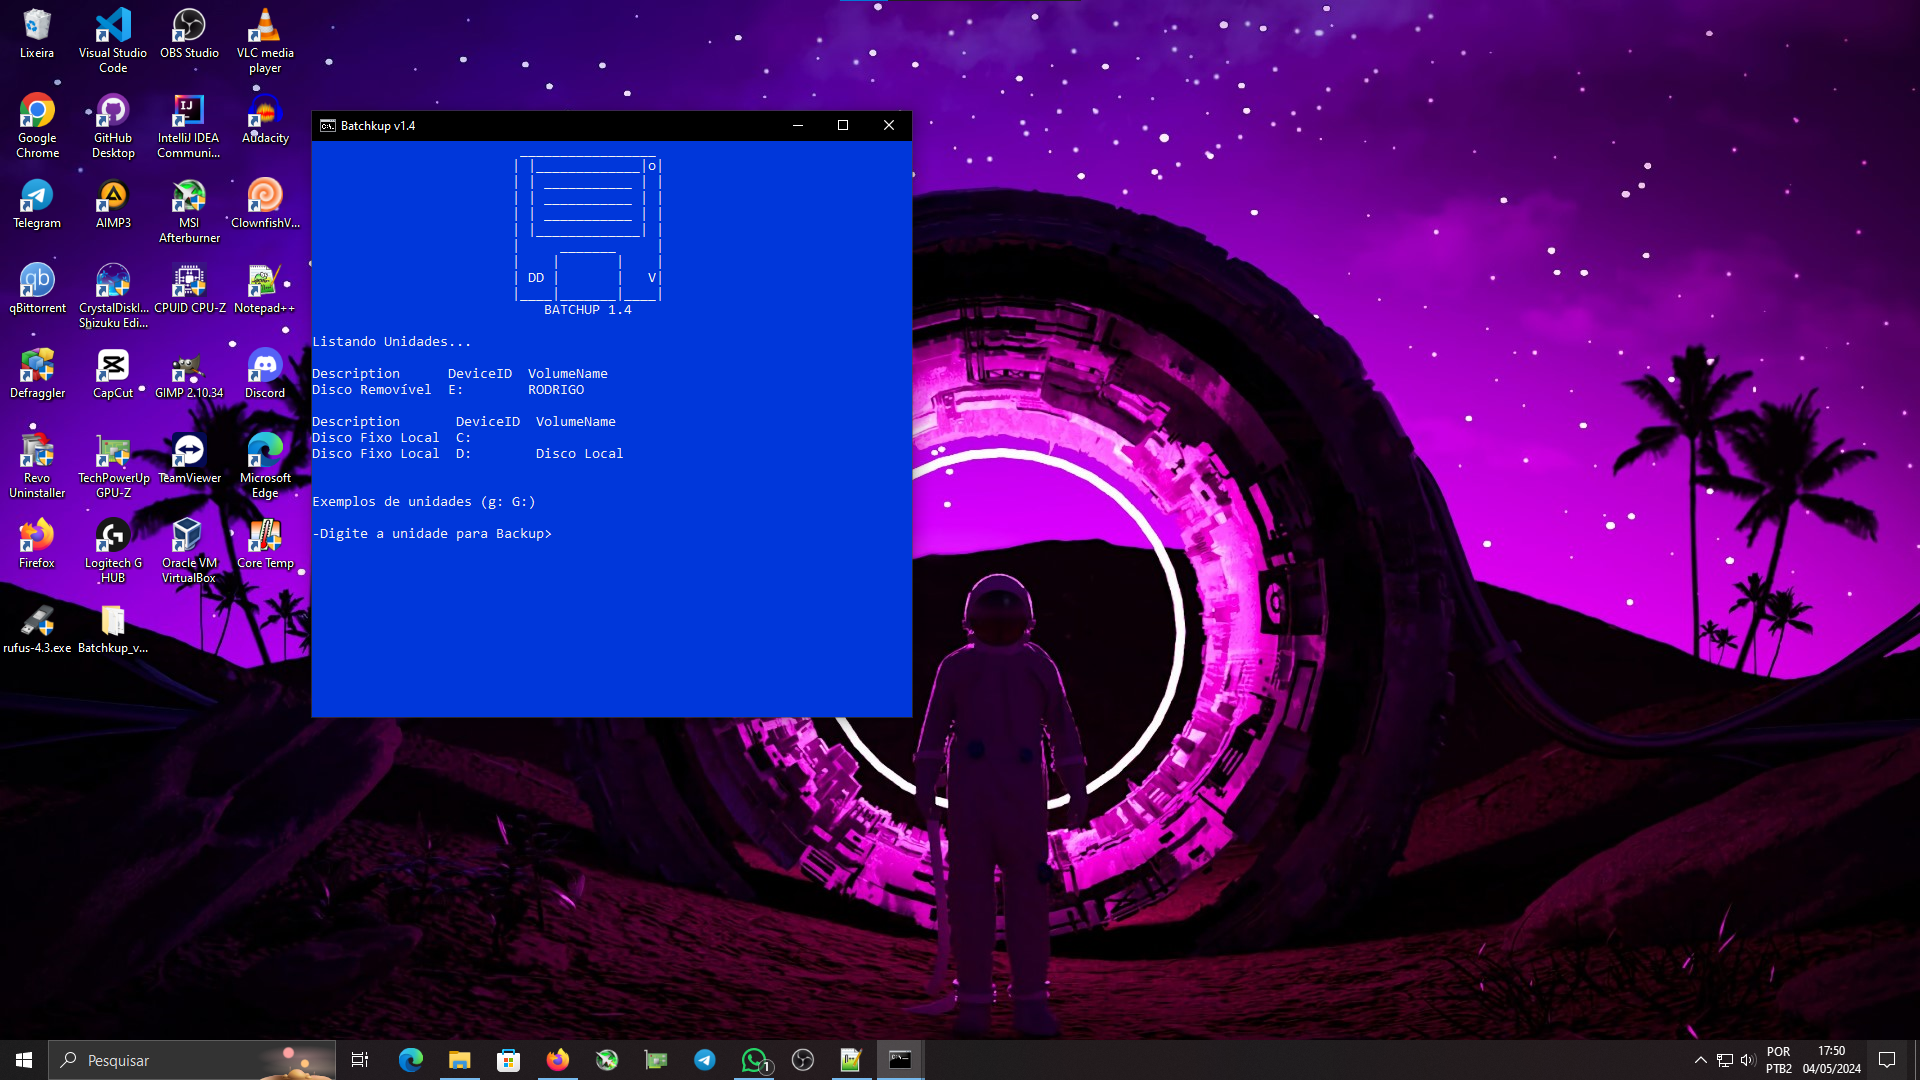 Lixeira
Visual Studio
Code
OBS Studio
VLC media
player
Google
Chrome
GitHub
Desktop
IntelliJ IDEA
Communi...
Audacity
Telegram
AIMP3
MSI
Afterburner
ClownfishV...
qBittorrent
CrystalDiskI...
Shizuku Edi...
CPUID CPU-Z
Notepad++
Defraggler
CapCut
GIMP 2.10.34
Discord
Revo
Uninstaller
TechPowerUp
GPU-Z
TeamViewer
Microsoft
Edge
Firefox
Logitech G
HUB
Oracle VM
VirtualBox
Core Temp
rufus-4.3.exe
Batchkup_v...
Batchkup v1.4
o
DD V
BATCHUP 1.4
Listando Unidades...
Description DeviceID VolumeName
Disco Removível E: RODRIGO
Description DeviceID VolumeName
Disco Fixo Local C:
Disco Fixo Local D: Disco Local
Exemplos de unidades (g: G:)
-Digite a unidade para Backup>
Pesquisar
1
POR
PTB2
17:50
04/05/2024